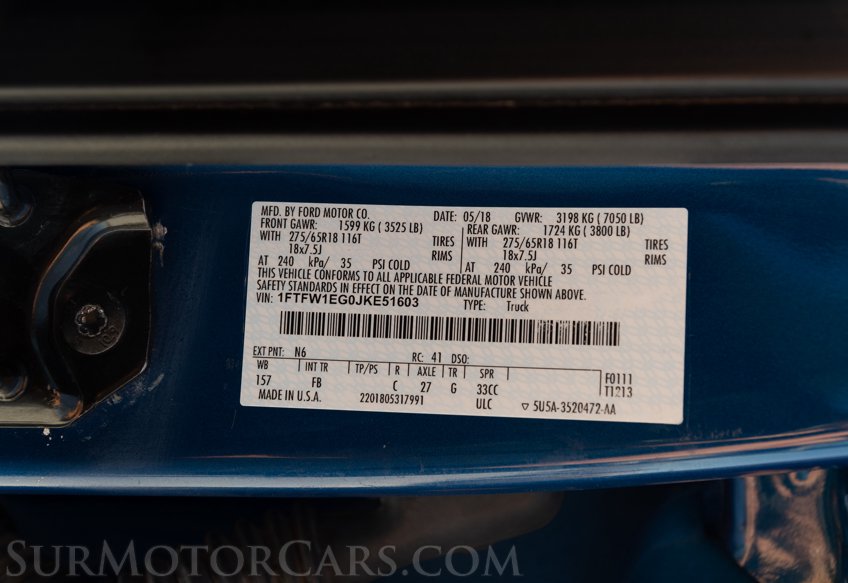 MFD. BY FORD MOTOR CO. DATE: 05/18 GVWR: 3198 KG ( 7050 LB)
FRONT GAWR: 1599 KG ( 3525 LB) REAR GAWR: 1724 KG ( 3800 LB)
WITH 275/65R18 116T TIRES WITH 275/65R18 116T TIRES
18x7.5J RIMS 18x7.5J RIMS
AT 240 kPa/ 35 PSI COLD AT 240 kPa/ 35 PSI COLD
THIS VEHICLE CONFORMS TO ALL APPLICABLE FEDERAL MOTOR VEHICLE
SAFETY STANDARDS IN EFFECT ON THE DATE OF MANUFACTURE SHOWN ABOVE.
VIN: 1FTFW1EG0JKE51603 TYPE: Truck
EXT PNT: N6 RC: 41 DSO:
WB INT TR TP/PS R AXLE TR SPR F0111
157 FB C 27 G 33CC T1213
MADE IN U.S.A. 2201805317991 ULC ▽ 5U5A-3520472-AA
SURMOTORCARS.COM